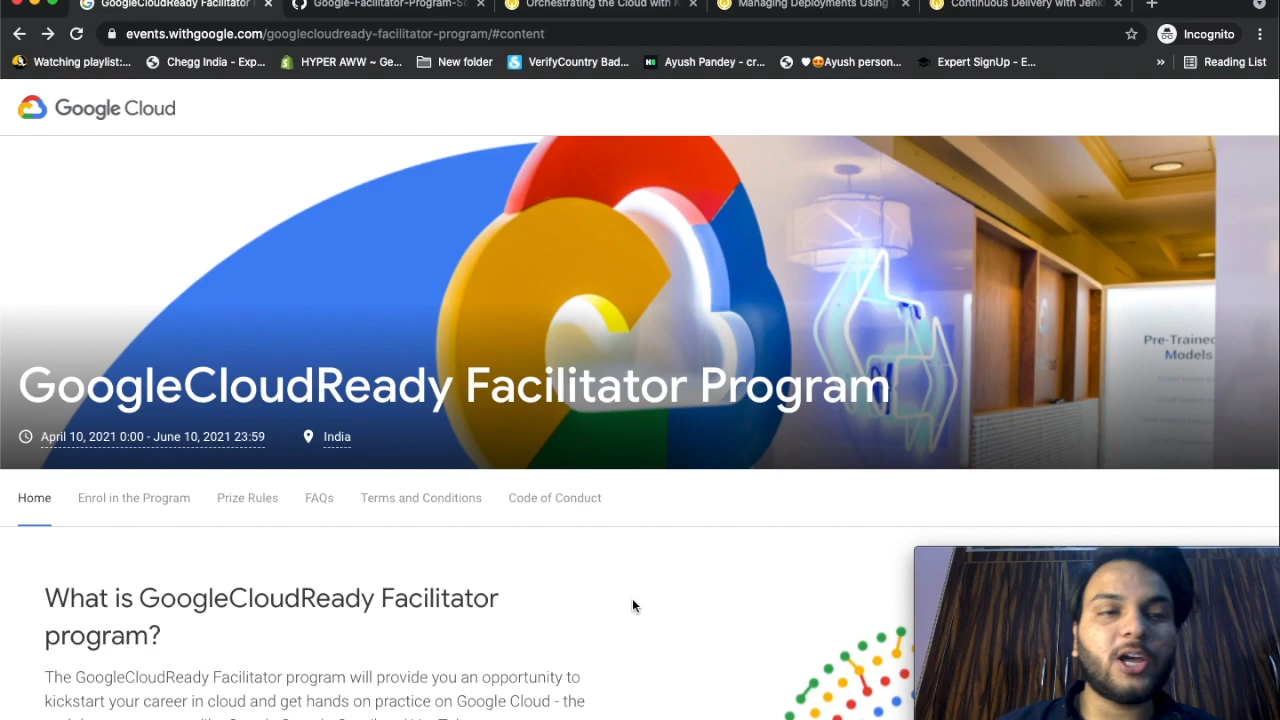 GoogleCloudReady Facilitator
Google-Facilitator-Program-So
Orchestrating the Cloud with K
Managing Deployments Using
Continuous Delivery with Jenki
events.withgoogle.com/googlecloudready-facilitator-program/#content
Incognito
Watching playlist:...
Chegg India - Exp...
HYPER AWW ~ Ge...
New folder
VerifyCountry Bad...
Ayush Pandey - cr...
Ayush person...
Expert SignUp - E...
»
Reading List
Google Cloud
Pre-Trained
Models
GoogleCloudReady Facilitator Program
April 10, 2021 0:00 - June 10, 2021 23:59
India
Home
Enrol in the Program
Prize Rules
FAQs
Terms and Conditions
Code of Conduct
What is GoogleCloudReady Facilitator
program?
The GoogleCloudReady Facilitator program will provide you an opportunity to
kickstart your career in cloud and get hands on practice on Google Cloud - the